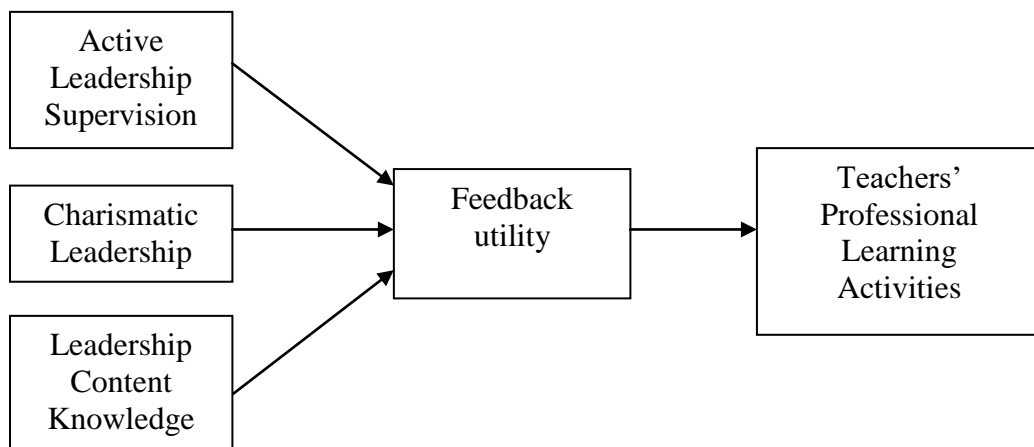 Active
Leadership
Supervision
Charismatic
Leadership
Leadership
Content
Knowledge
Feedback
utility
Teachers’
Professional
Learning
Activities